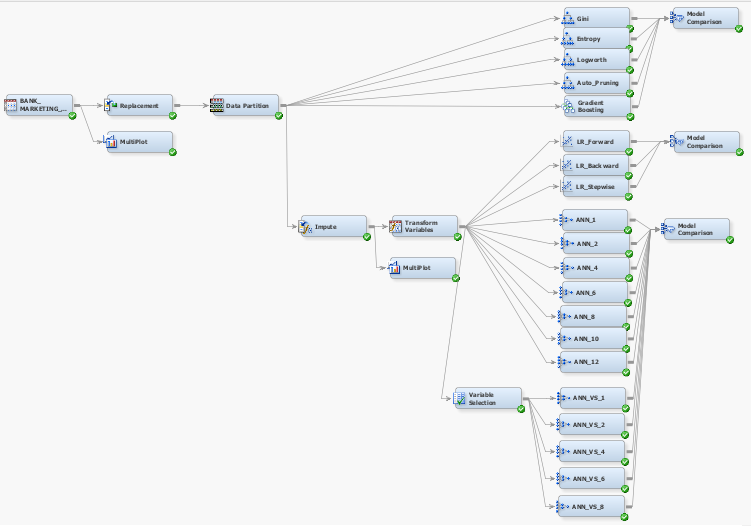 Gini
Model
Comparison
Entropy
Logworth
Auto_Pruning
Gradient
Boosting
BANK_
MARKETING_...
Replacement
Data Partition
MultiPlot
LR_Forward
Model
Comparison
LR_Backward
LR_Stepwise
Impute
Transform
Variables
MultiPlot
ANN_1
Model
Comparison
ANN_2
ANN_4
ANN_6
ANN_8
ANN_10
ANN_12
Variable
Selection
ANN_VS_1
ANN_VS_2
ANN_VS_4
ANN_VS_6
ANN_VS_8